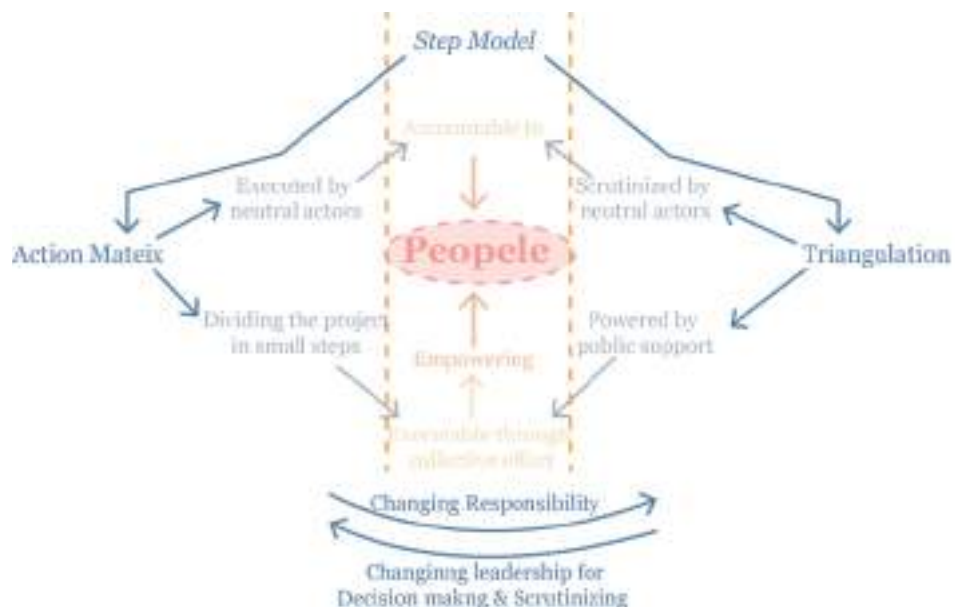 Step Model
Accountable to
Executed by
neutral actors
Scrutinized by
neutral actors
Action Mateix
Peopele
Triangulation
Dividing the project
in small steps
Powered by
public support
Empowering
Executable through
collective effort
Changing Responsibility
Changinng leadership for
Decision makng & Scrutinizing